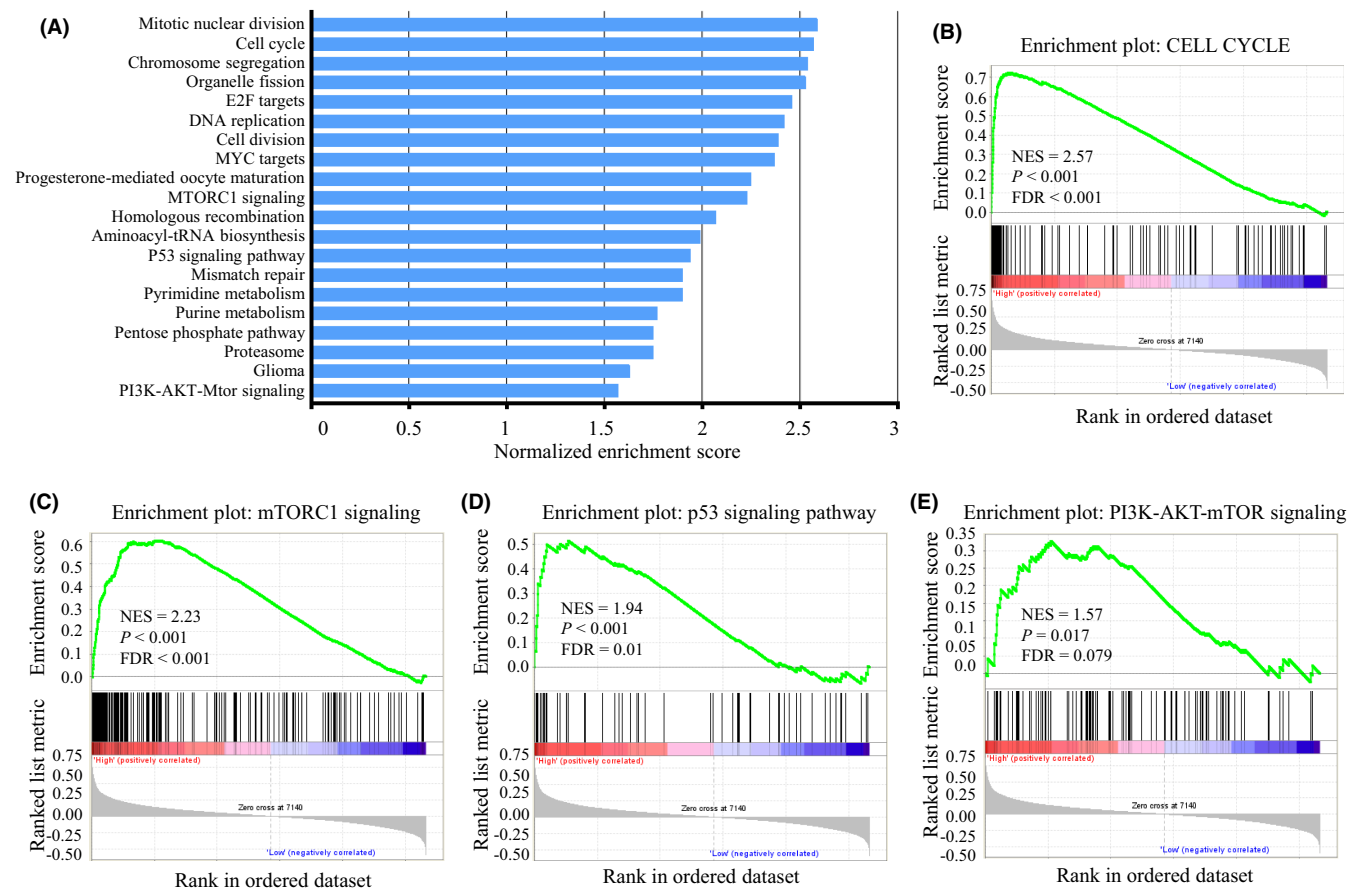 (A)
Mitotic nuclear division
Cell cycle
Chromosome segregation
Organelle fission
E2F targets
DNA replication
Cell division
MYC targets
Progesterone-mediated oocyte maturation
MTORC1 signaling
Homologous recombination
Aminoacyl-tRNA biosynthesis
P53 signaling pathway
Mismatch repair
Pyrimidine metabolism
Purine metabolism
Pentose phosphate pathway
Proteasome
Glioma
PI3K-AKT-Mtor signaling
0 0.5 1 1.5 2 2.5 3
Normalized enrichment score
(B)
Enrichment plot: CELL CYCLE
Enrichment score
0.7
0.6
0.5
0.4
0.3
0.2
0.1
0.0
NES = 2.57
P < 0.001
FDR < 0.001
Ranked list metric
'High' (positively correlated)
0.75
0.50
0.25
0.00
-0.25
-0.50
Zero cross at 7140
'Low' (negatively correlated)
Rank in ordered dataset
(C)
Enrichment plot: mTORC1 signaling
Enrichment score
0.6
0.5
0.4
0.3
0.2
0.1
0.0
NES = 2.23
P < 0.001
FDR < 0.001
Ranked list metric
'High' (positively correlated)
0.75
0.50
0.25
0.00
-0.25
-0.50
Zero cross at 7140
'Low' (negatively correlated)
Rank in ordered dataset
(D)
Enrichment plot: p53 signaling pathway
Enrichment score
0.5
0.4
0.3
0.2
0.1
0.0
NES = 1.94
P < 0.001
FDR = 0.01
Ranked list metric
'High' (positively correlated)
0.75
0.50
0.25
0.00
-0.25
-0.50
Zero cross at 7140
'Low' (negatively correlated)
Rank in ordered dataset
(E)
Enrichment plot: PI3K-AKT-mTOR signaling
Enrichment score
0.35
0.3
0.25
0.2
0.15
0.1
0.05
0.0
NES = 1.57
P = 0.017
FDR = 0.079
Ranked list metric
'High' (positively correlated)
0.75
0.50
0.25
0.00
-0.25
-0.50
Zero cross at 7140
'Low' (negatively correlated)
Rank in ordered dataset